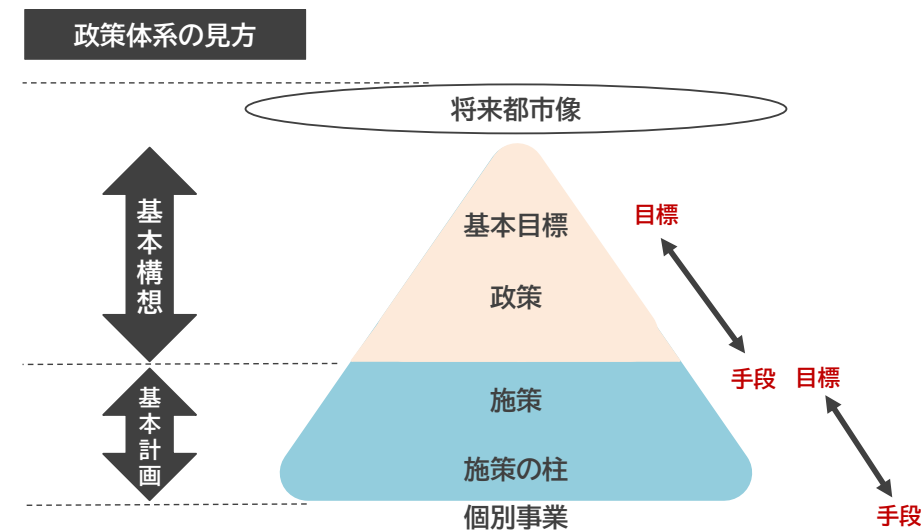 政策体系の見方
将来都市像
基本構想
基本目標
目標
政策
手段
目標
基本計画
施策
施策の柱
個別事業
手段